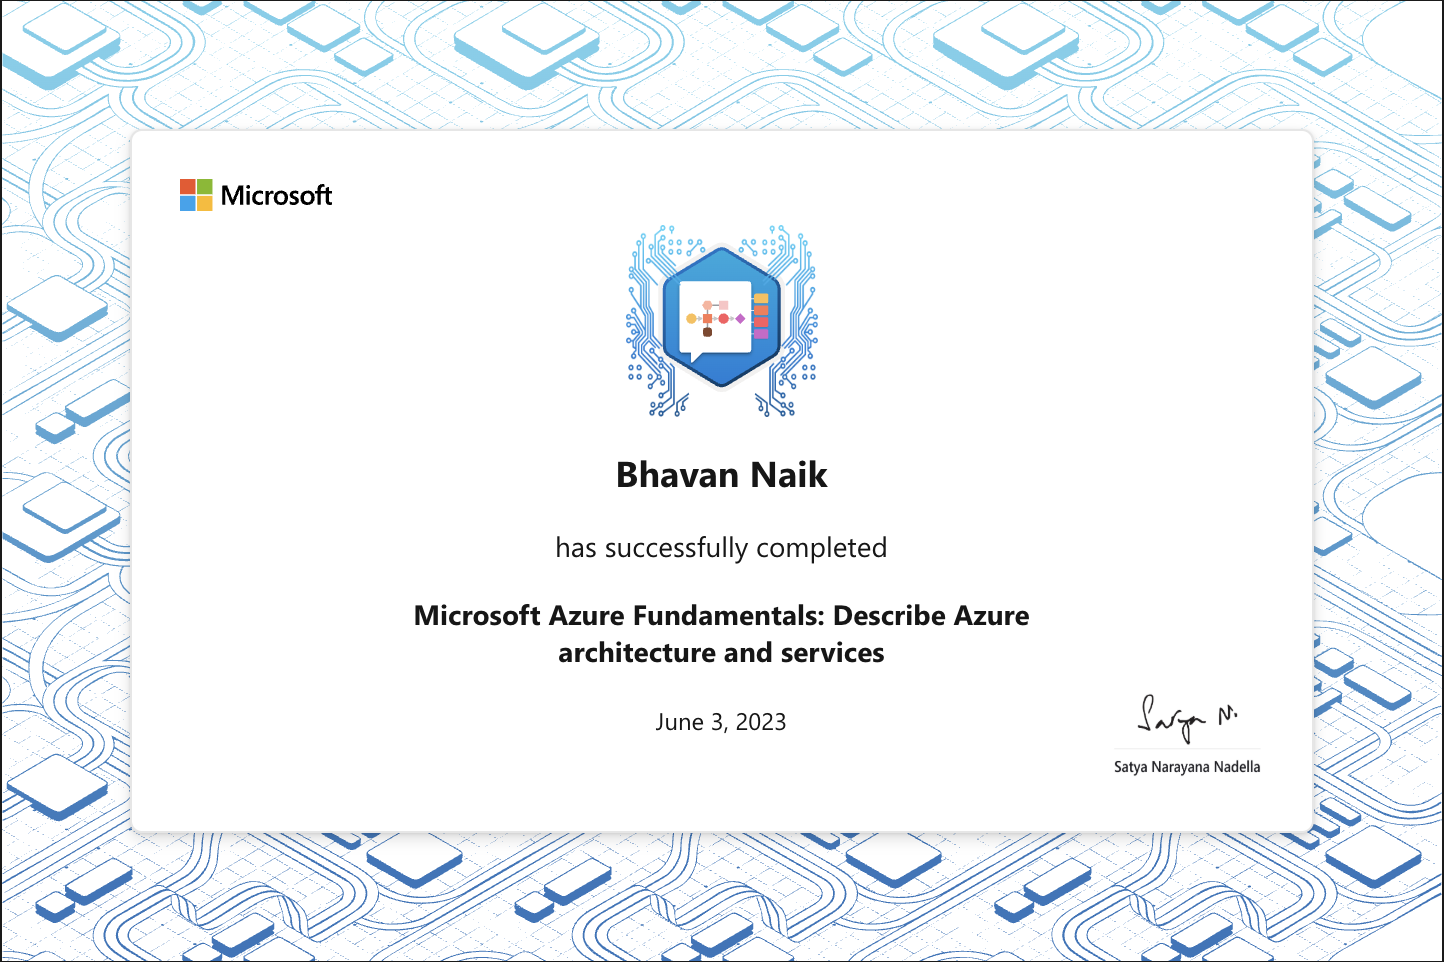 Microsoft
Bhavan Naik
has successfully completed
Microsoft Azure Fundamentals: Describe Azure
architecture and services
June 3, 2023
Satya N.
Satya Narayana Nadella